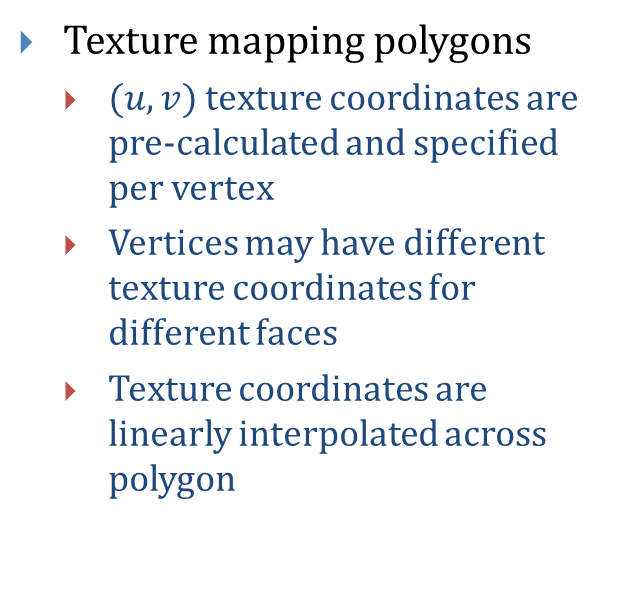 Texture mapping polygons
(u, v) texture coordinates are
pre-calculated and specified
per vertex
Vertices may have different
texture coordinates for
different faces
Texture coordinates are
linearly interpolated across
polygon